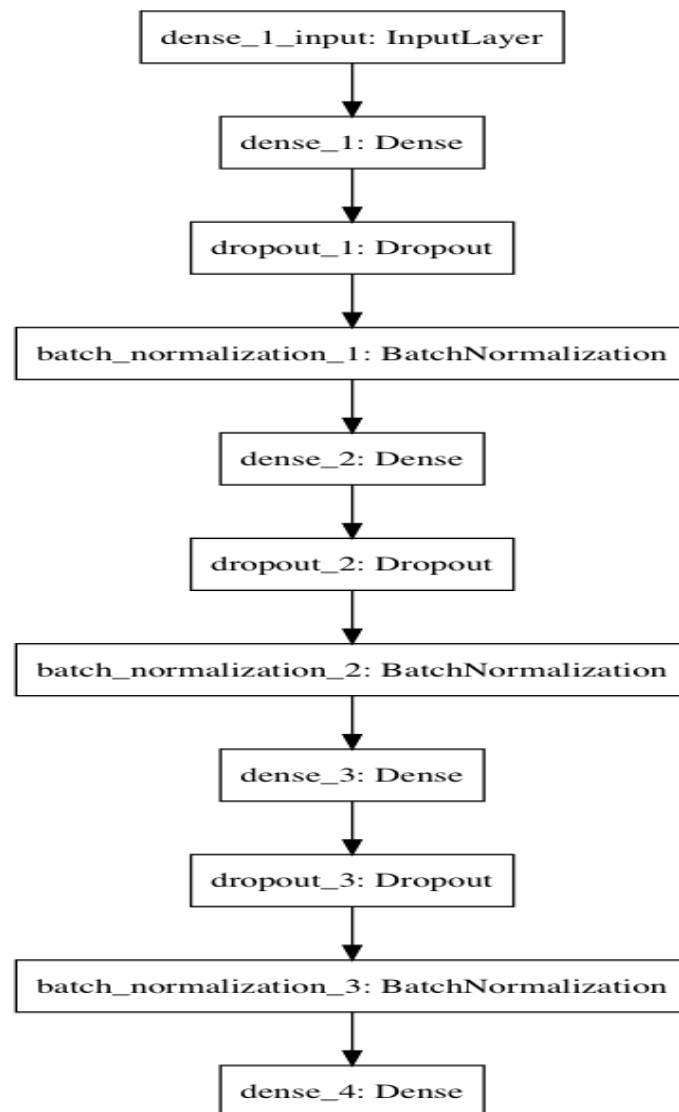 dense_1_input: InputLayer
dense_1: Dense
dropout_1: Dropout
batch_normalization_1: BatchNormalization
dense_2: Dense
dropout_2: Dropout
batch_normalization_2: BatchNormalization
dense_3: Dense
dropout_3: Dropout
batch_normalization_3: BatchNormalization
dense_4: Dense